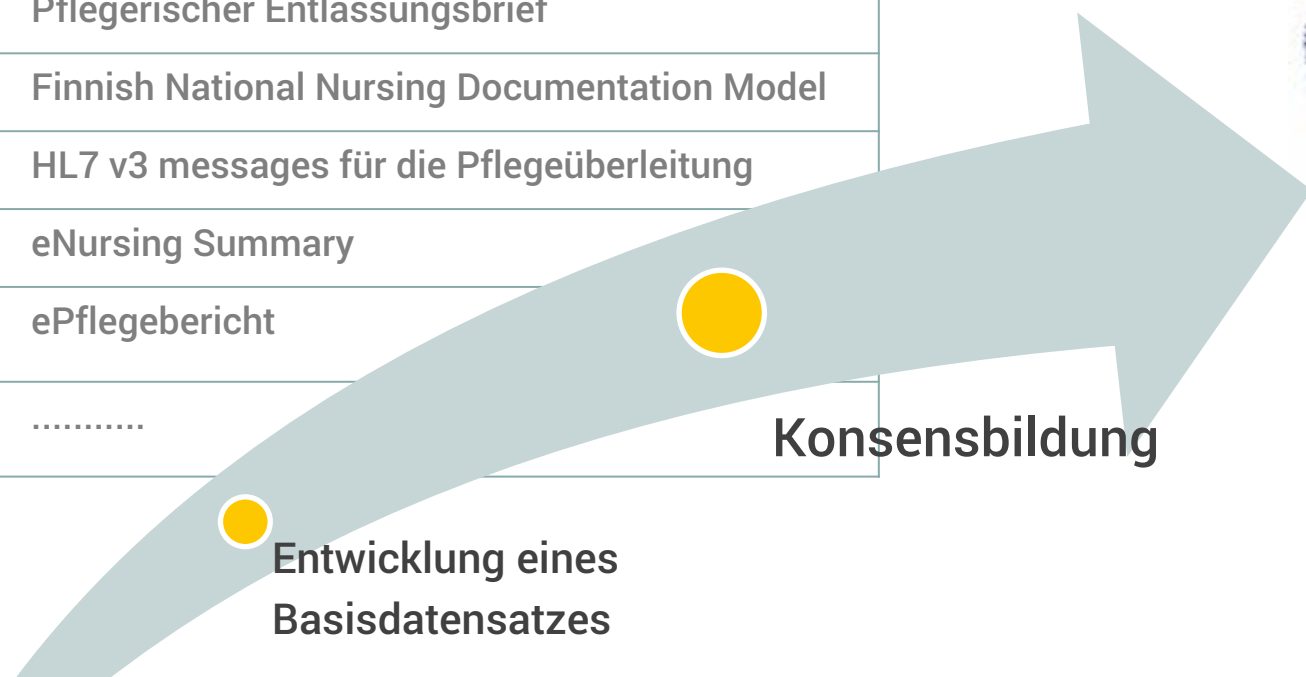 Pflegerischer Entlassungsbrief
Finnish National Nursing Documentation Model
HL7 v3 messages für die Pflegeüberleitung
eNursing Summary
ePflegebericht
...........
Konsensbildung
Entwicklung eines
Basisdatensatzes